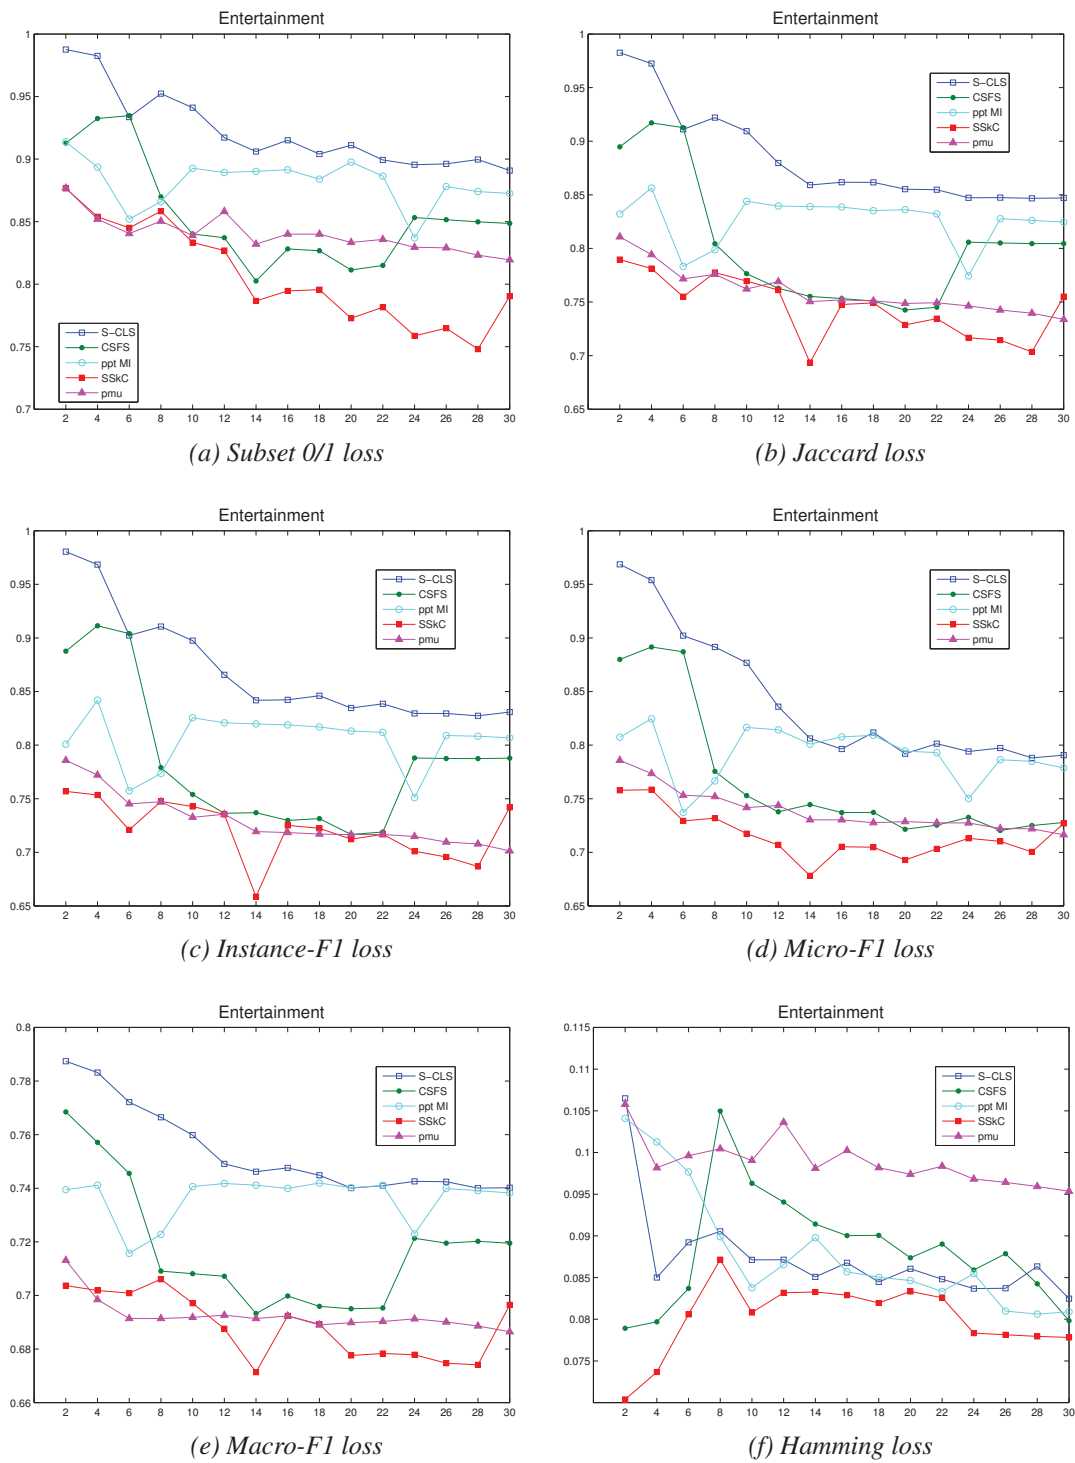 Entertainment
1
0.95
0.9
0.85
0.8
0.75
0.7
S−CLS
CSFS
ppt MI
SSkC
pmu
2 4 6 8 10 12 14 16 18 20 22 24 26 28 30
(a) Subset 0/1 loss
Entertainment
1
0.95
0.9
0.85
0.8
0.75
0.7
0.65
S−CLS
CSFS
ppt MI
SSkC
pmu
2 4 6 8 10 12 14 16 18 20 22 24 26 28 30
(b) Jaccard loss
Entertainment
1
0.95
0.9
0.85
0.8
0.75
0.7
0.65
S−CLS
CSFS
ppt MI
SSkC
pmu
2 4 6 8 10 12 14 16 18 20 22 24 26 28 30
(c) Instance-F1 loss
Entertainment
1
0.95
0.9
0.85
0.8
0.75
0.7
0.65
S−CLS
CSFS
ppt MI
SSkC
pmu
2 4 6 8 10 12 14 16 18 20 22 24 26 28 30
(d) Micro-F1 loss
Entertainment
0.8
0.78
0.76
0.74
0.72
0.7
0.68
0.66
S−CLS
CSFS
ppt MI
SSkC
pmu
2 4 6 8 10 12 14 16 18 20 22 24 26 28 30
(e) Macro-F1 loss
Entertainment
0.115
0.11
0.105
0.1
0.095
0.09
0.085
0.08
0.075
S−CLS
CSFS
ppt MI
SSkC
pmu
2 4 6 8 10 12 14 16 18 20 22 24 26 28 30
(f) Hamming loss